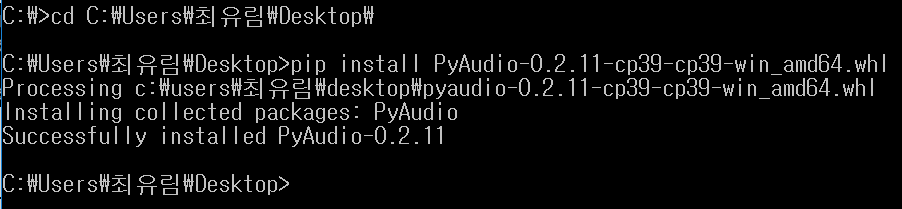 C:₩>cd C:₩Users₩최유림₩Desktop₩
C:₩Users₩최유림₩Desktop>pip install PyAudio-0.2.11-cp39-cp39-win_amd64.whl
Processing c:₩users₩최유림₩desktop₩pyaudio-0.2.11-cp39-cp39-win_amd64.whl
Installing collected packages: PyAudio
Successfully installed PyAudio-0.2.11
C:₩Users₩최유림₩Desktop>